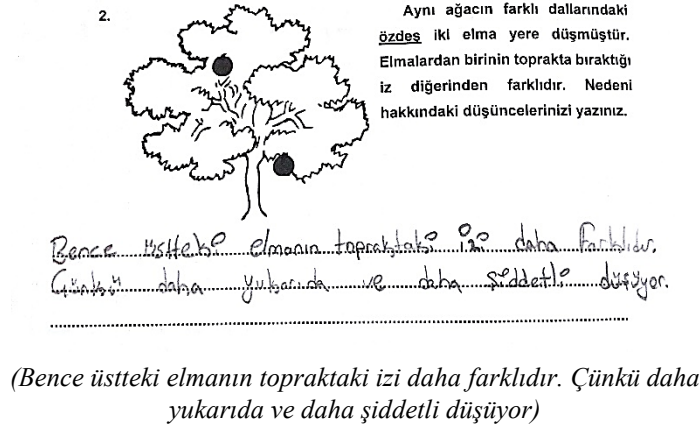 2.
Aynı ağacın farklı dallarındaki
özdeş iki elma yere düşmüştür.
Elmalardan birinin toprakta bıraktığı
iz diğerinden farklıdır. Nedeni
hakkındaki düşüncelerinizi yazınız.
Bence üstteki elmanın topraktaki izi daha farklıdır.
Çünkü daha yukarıda ve daha şiddetli düşüyor.
(Bence üstteki elmanın topraktaki izi daha farklıdır. Çünkü daha
yukarıda ve daha şiddetli düşüyor)